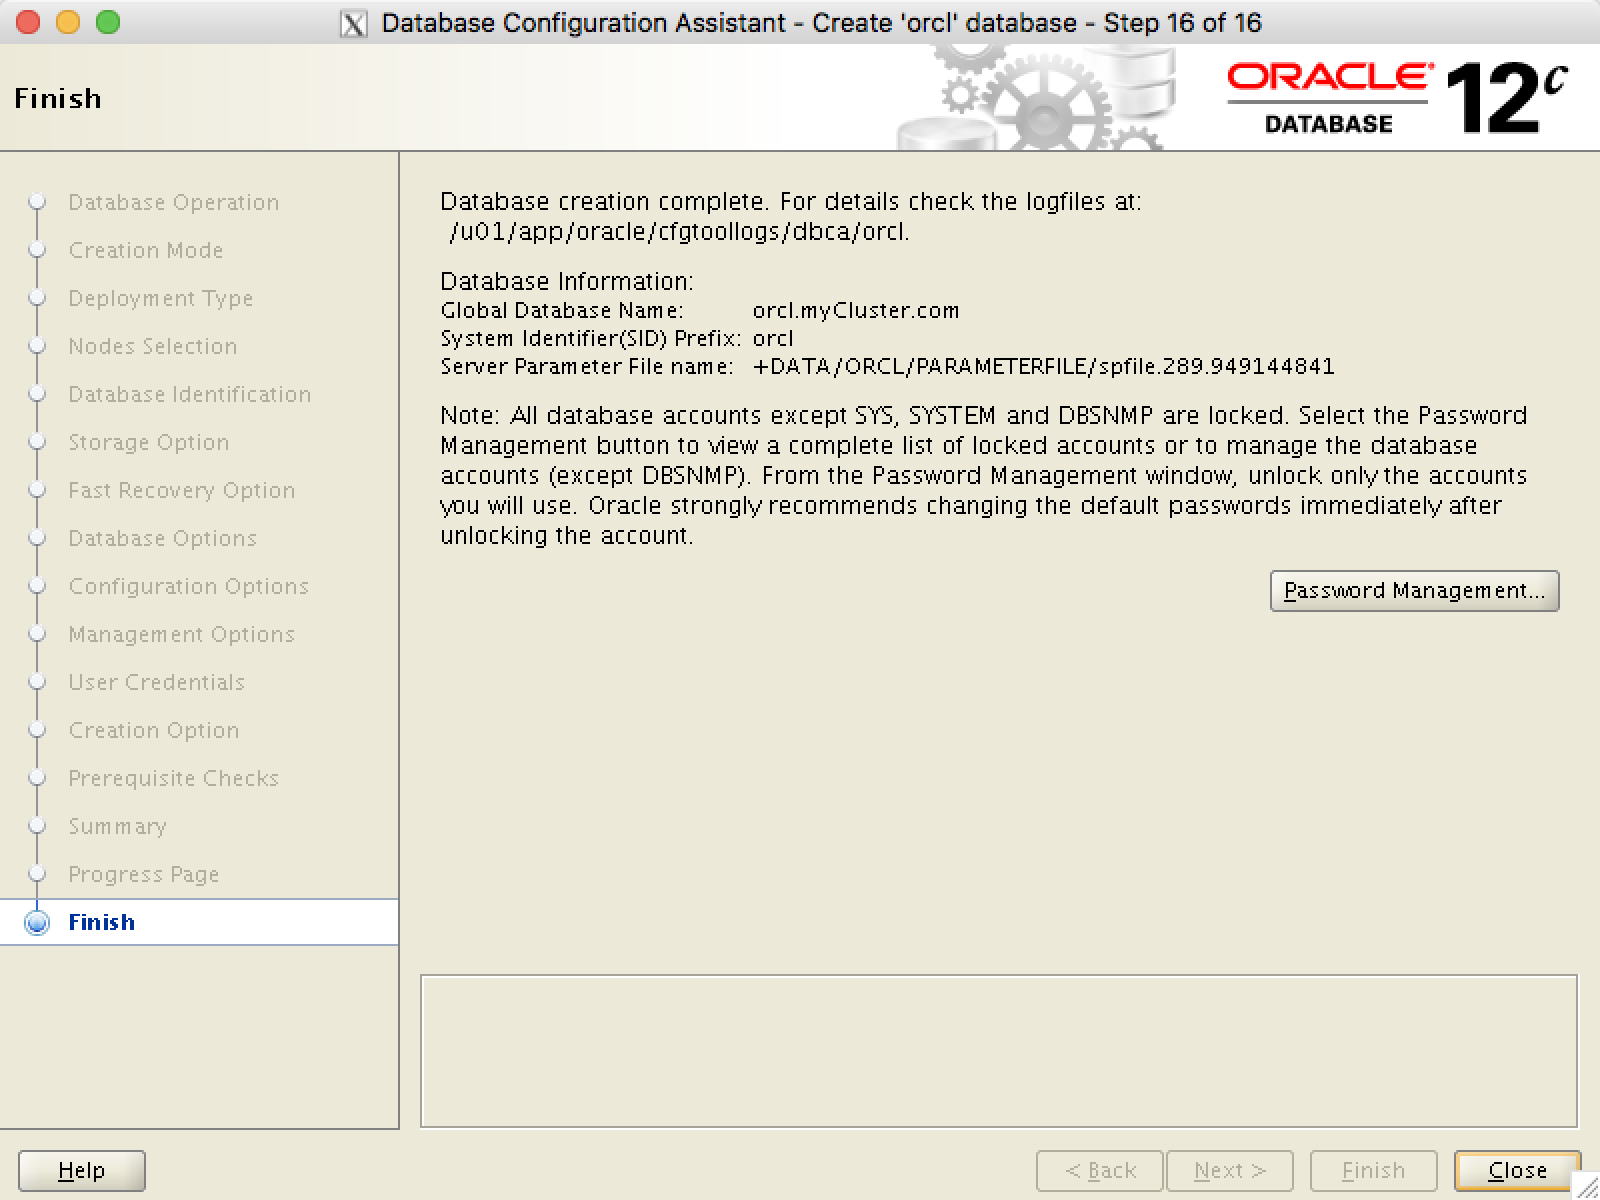 Database Configuration Assistant - Create 'orcl' database - Step 16 of 16
Finish
ORACLE
DATABASE
12c
Database Operation
Creation Mode
Deployment Type
Nodes Selection
Database Identification
Storage Option
Fast Recovery Option
Database Options
Configuration Options
Management Options
User Credentials
Creation Option
Prerequisite Checks
Summary
Progress Page
Finish
Database creation complete. For details check the logfiles at:
/u01/app/oracle/cfgtoollogs/dbca/orcl.
Database Information:
Global Database Name: orcl.myCluster.com
System Identifier(SID) Prefix: orcl
Server Parameter File name: +DATA/ORCL/PARAMETERFILE/spfile.289.949144841
Note: All database accounts except SYS, SYSTEM and DBSNMP are locked. Select the Password
Management button to view a complete list of locked accounts or to manage the database
accounts (except DBSNMP). From the Password Management window, unlock only the accounts
you will use. Oracle strongly recommends changing the default passwords immediately after
unlocking the account.
Password Management...
Help
< Back
Next >
Finish
Close